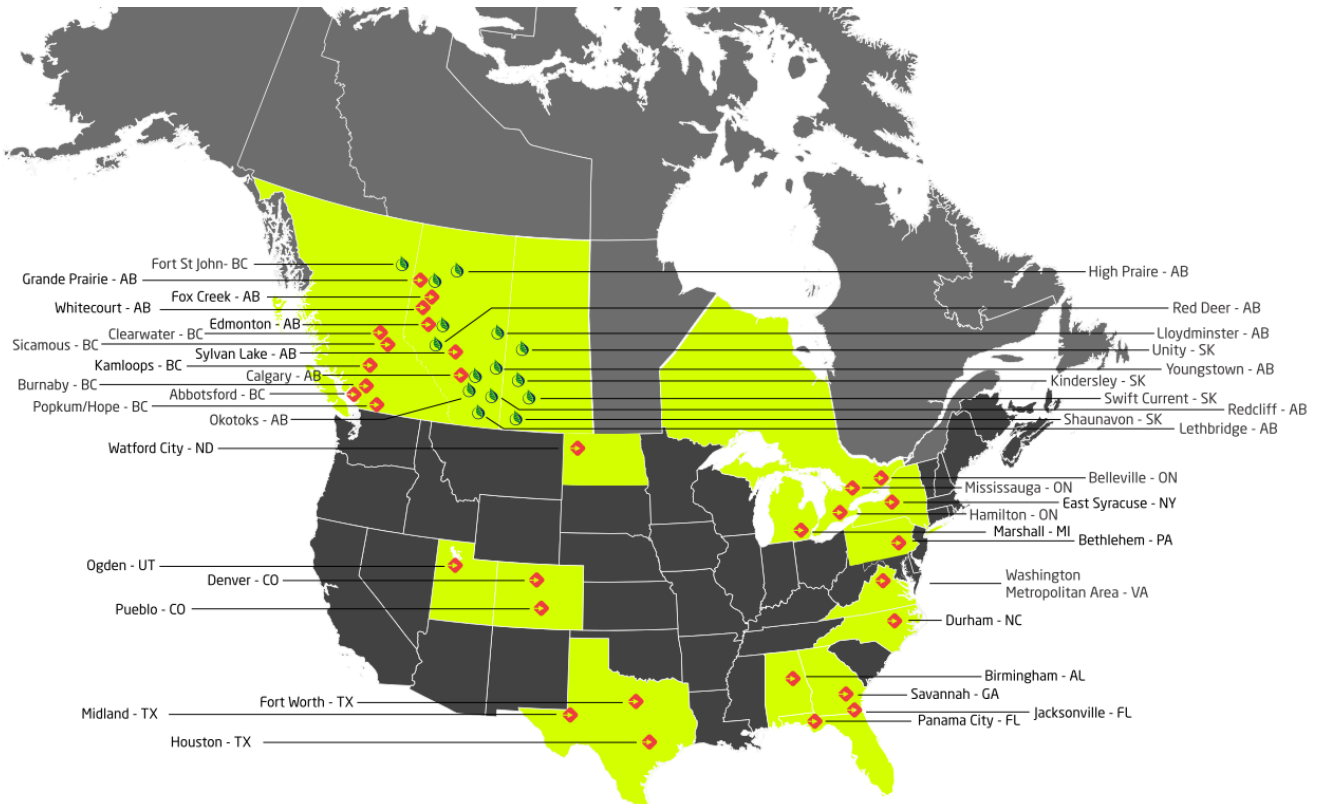 Fort St John- BC
Grande Prairie - AB
Fox Creek - AB
Whitecourt - AB
Edmonton - AB
Clearwater - BC
Sicamous - BC
Sylvan Lake - AB
Kamloops - BC
Calgary - AB
Burnaby - BC
Abbotsford - BC
Popkum/Hope - BC
Okotoks - AB
High Praire - AB
Red Deer - AB
Lloydminster - AB
Unity - SK
Youngstown - AB
Kindersley - SK
Swift Current - SK
Redcliff - AB
Shaunavon - SK
Lethbridge - AB
Watford City - ND
Belleville - ON
Mississauga - ON
East Syracuse - NY
Hamilton - ON
Marshall - MI
Bethlehem - PA
Ogden - UT
Denver - CO
Pueblo - CO
Washington
Metropolitan Area - VA
Durham - NC
Birmingham - AL
Savannah - GA
Jacksonville - FL
Panama City - FL
Fort Worth - TX
Midland - TX
Houston - TX